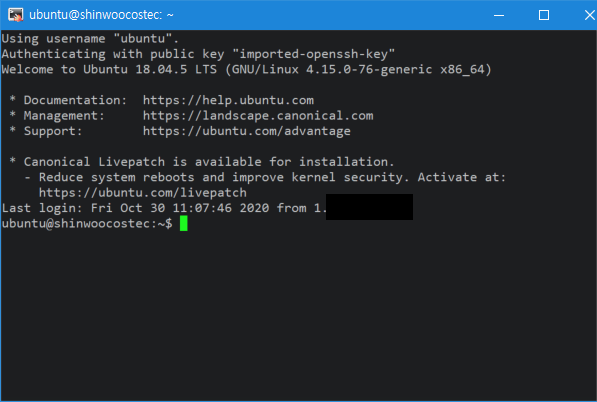 ubuntu@shinwoocostec: ~
Using username "ubuntu".
Authenticating with public key "imported-openssh-key"
Welcome to Ubuntu 18.04.5 LTS (GNU/Linux 4.15.0-76-generic x86_64)
* Documentation:  https://help.ubuntu.com
* Management:     https://landscape.canonical.com
* Support:        https://ubuntu.com/advantage
* Canonical Livepatch is available for installation.
- Reduce system reboots and improve kernel security. Activate at:
https://ubuntu.com/livepatch
Last login: Fri Oct 30 11:07:46 2020 from 1.
ubuntu@shinwoocostec:~$